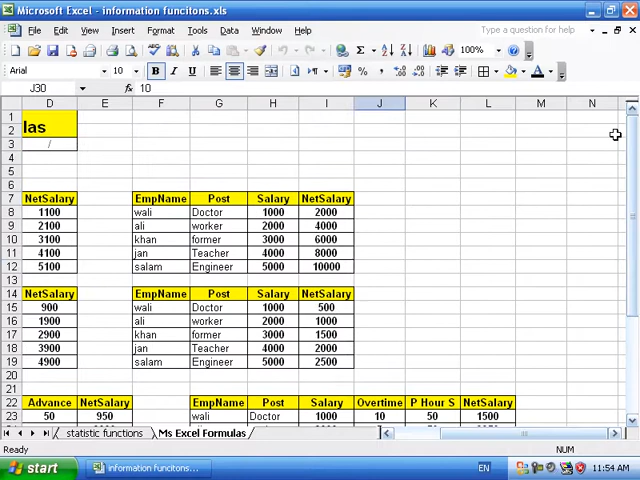 Microsoft Excel - information funcitons.xls
File Edit View Insert Format Tools Data Window Help
Type a question for help
100%
Arial 10 B I U
J30 fx 10
D E F G H I J K L M N
1
2 las
3 /
4
5
6
7 NetSalary EmpName Post Salary NetSalary
8 1100 wali Doctor 1000 2000
9 2100 ali worker 2000 4000
10 3100 khan former 3000 6000
11 4100 jan Teacher 4000 8000
12 5100 salam Engineer 5000 10000
13
14 NetSalary EmpName Post Salary NetSalary
15 900 wali Doctor 1000 500
16 1900 ali worker 2000 1000
17 2900 khan former 3000 1500
18 3900 jan Teacher 4000 2000
19 4900 salam Engineer 5000 2500
20
21
22 Advance NetSalary EmpName Post Salary Overtime P Hour S NetSalary
23 50 950 wali Doctor 1000 10 50 1500
statistic functions Ms Excel Formulas
Ready NUM
start information funcitons... EN 11:54 AM